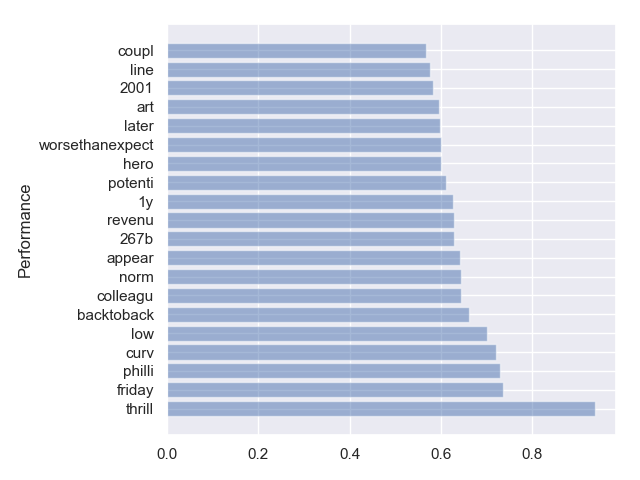 coupl
line
2001
art
later
worsethanexpect
hero
potenti
1y
revenu
267b
appear
norm
colleagu
backtoback
low
curv
philli
friday
thrill
Performance
0.0 0.2 0.4 0.6 0.8